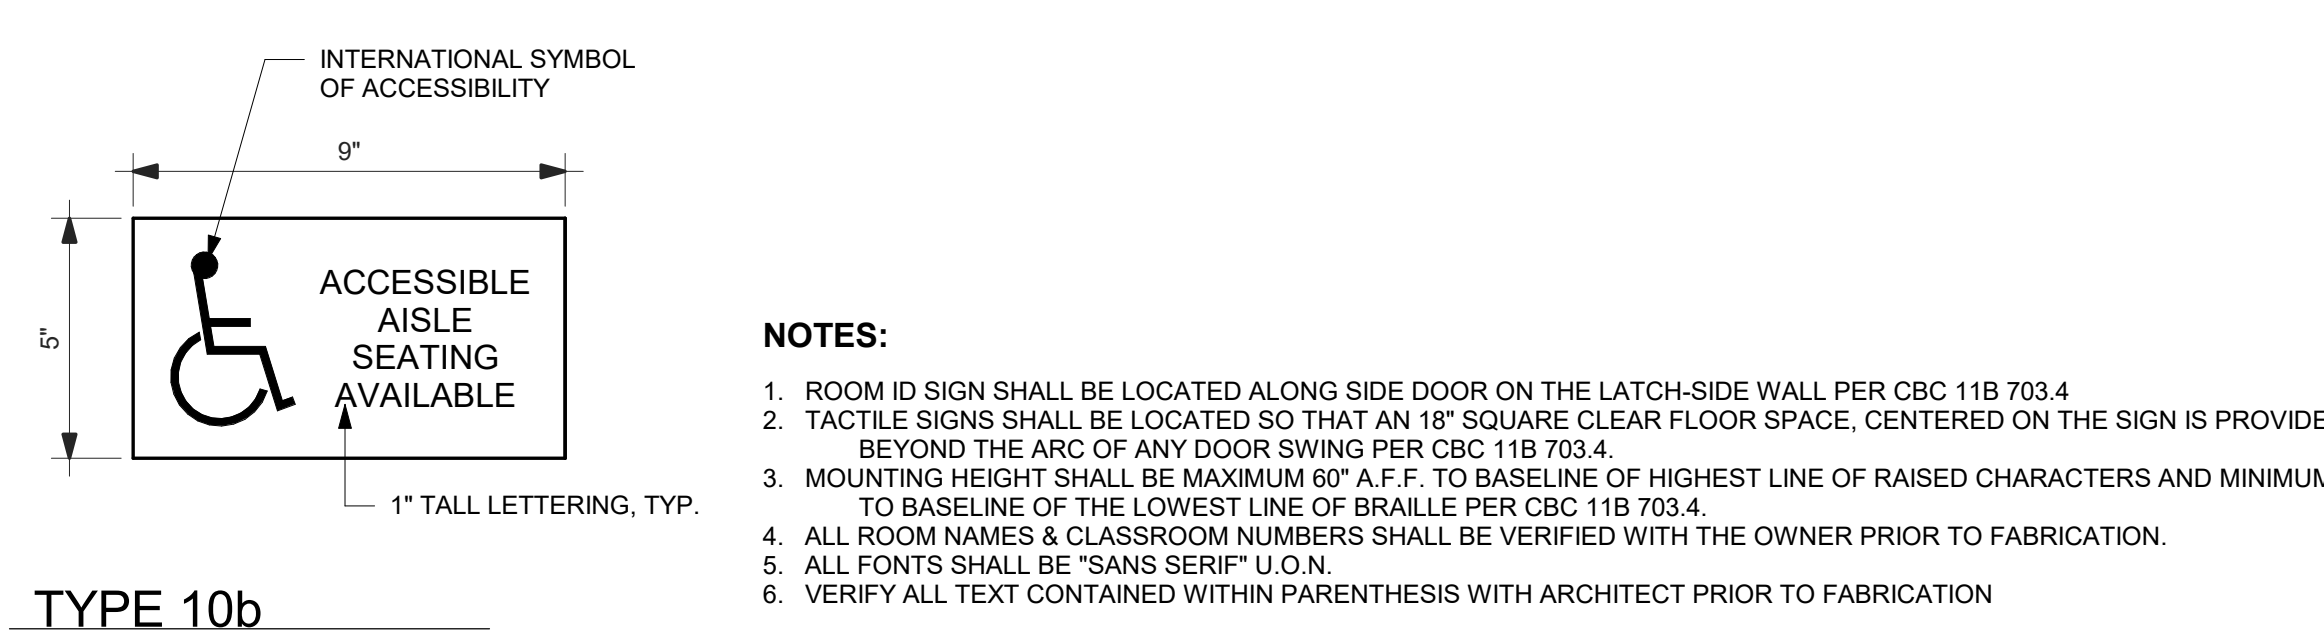 INTERNATIONAL SYMBOL
OF ACCESSIBILITY
9"
5"
ACCESSIBLE
AISLE
SEATING
AVAILABLE
1" TALL LETTERING, TYP.
TYPE 10b
NOTES:
1. ROOM ID SIGN SHALL BE LOCATED ALONG SIDE DOOR ON THE LATCH-SIDE WALL PER CBC 11B 703.4
2. TACTILE SIGNS SHALL BE LOCATED SO THAT AN 18" SQUARE CLEAR FLOOR SPACE, CENTERED ON THE SIGN IS PROVIDE
BEYOND THE ARC OF ANY DOOR SWING PER CBC 11B 703.4.
3. MOUNTING HEIGHT SHALL BE MAXIMUM 60" A.F.F. TO BASELINE OF HIGHEST LINE OF RAISED CHARACTERS AND MINIMUM
TO BASELINE OF THE LOWEST LINE OF BRAILLE PER CBC 11B 703.4.
4. ALL ROOM NAMES & CLASSROOM NUMBERS SHALL BE VERIFIED WITH THE OWNER PRIOR TO FABRICATION.
5. ALL FONTS SHALL BE "SANS SERIF" U.O.N.
6. VERIFY ALL TEXT CONTAINED WITHIN PARENTHESIS WITH ARCHITECT PRIOR TO FABRICATION